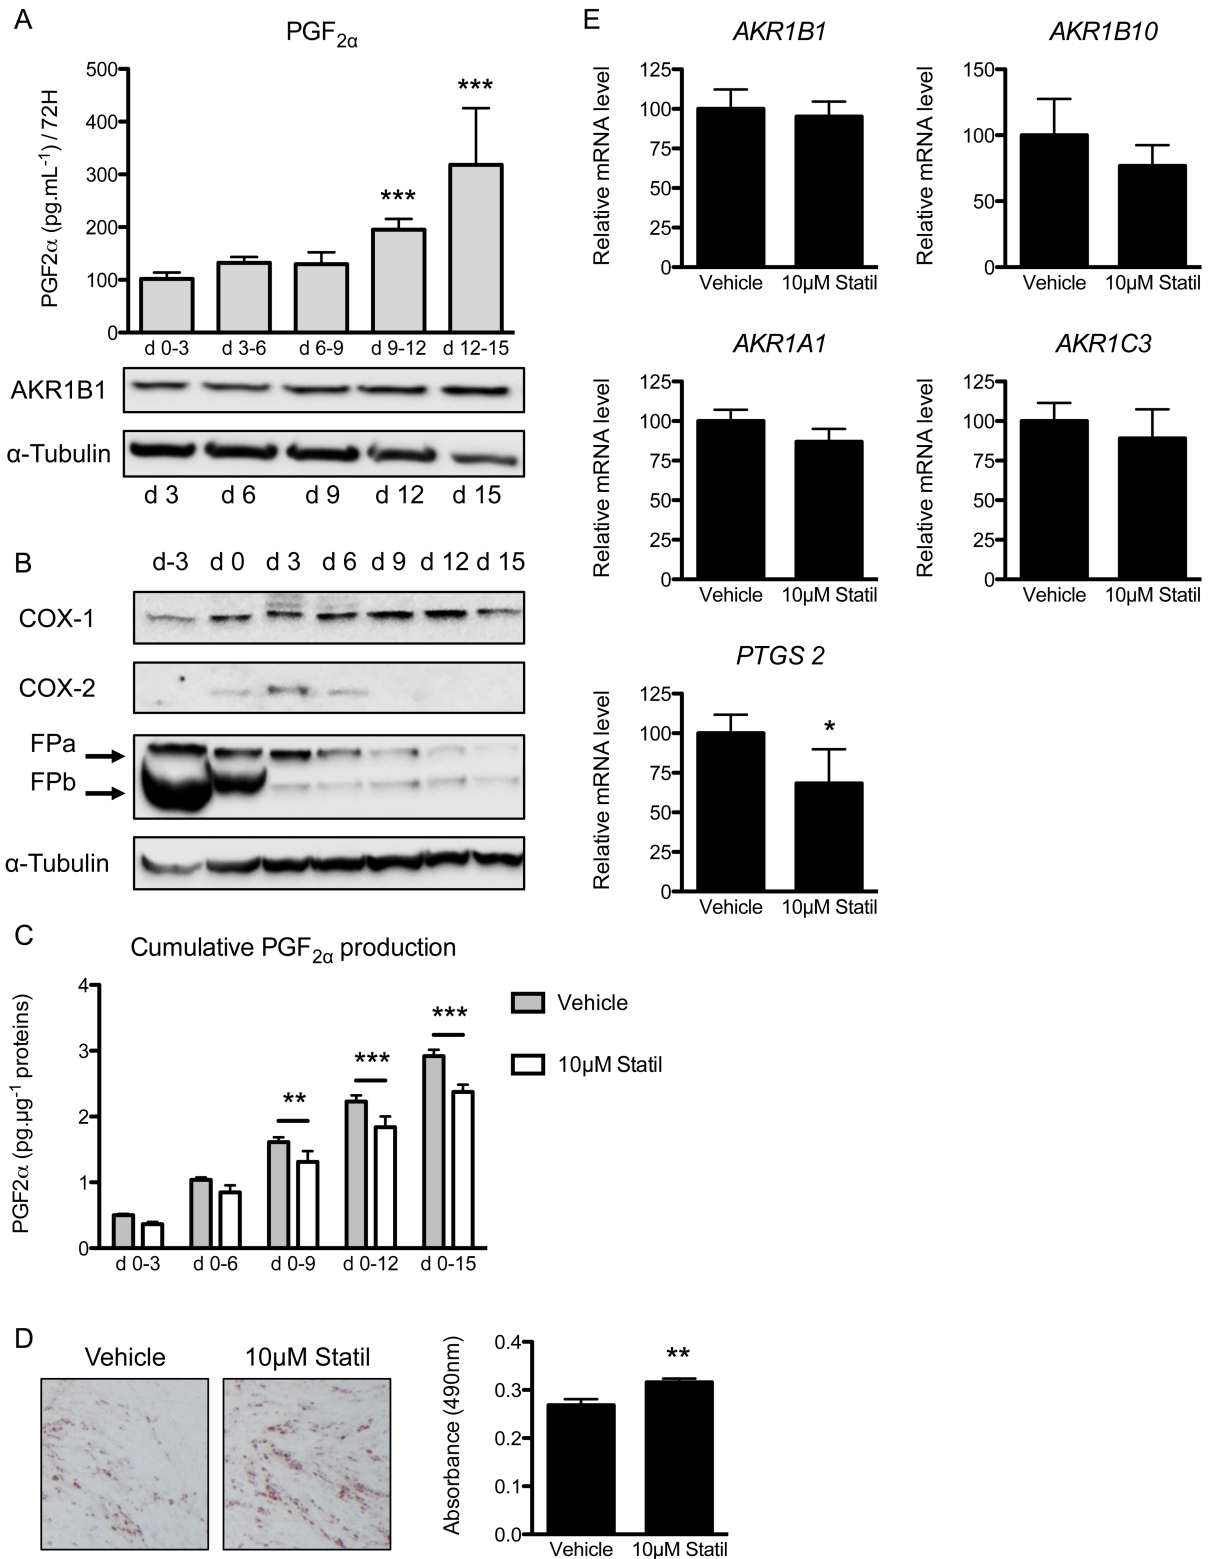 A
PGF2α
PGF2α (pg.mL-1) / 72H
500
400
300
200
100
0
***
***
d 0-3 d 3-6 d 6-9 d 9-12 d 12-15
AKR1B1
α-Tubulin
d 3 d 6 d 9 d 12 d 15
B
d-3 d 0 d 3 d 6 d 9 d 12 d 15
COX-1
COX-2
FPa
FPb
α-Tubulin
C
Cumulative PGF2α production
PGF2α (pg.µg-1 proteins)
4
3
2
1
0
**
***
***
d 0-3 d 0-6 d 0-9 d 0-12 d 0-15
Vehicle
10µM Statil
D
Vehicle 10µM Statil
Absorbance (490nm)
0.4
0.3
0.2
0.1
0.0
**
Vehicle 10µM Statil
E
AKR1B1
Relative mRNA level
125
100
75
50
25
0
Vehicle 10µM Statil
AKR1B10
Relative mRNA level
150
100
50
0
Vehicle 10µM Statil
AKR1A1
Relative mRNA level
125
100
75
50
25
0
Vehicle 10µM Statil
AKR1C3
Relative mRNA level
125
100
75
50
25
0
Vehicle 10µM Statil
PTGS 2
Relative mRNA level
125
100
75
50
25
0
*
Vehicle 10µM Statil